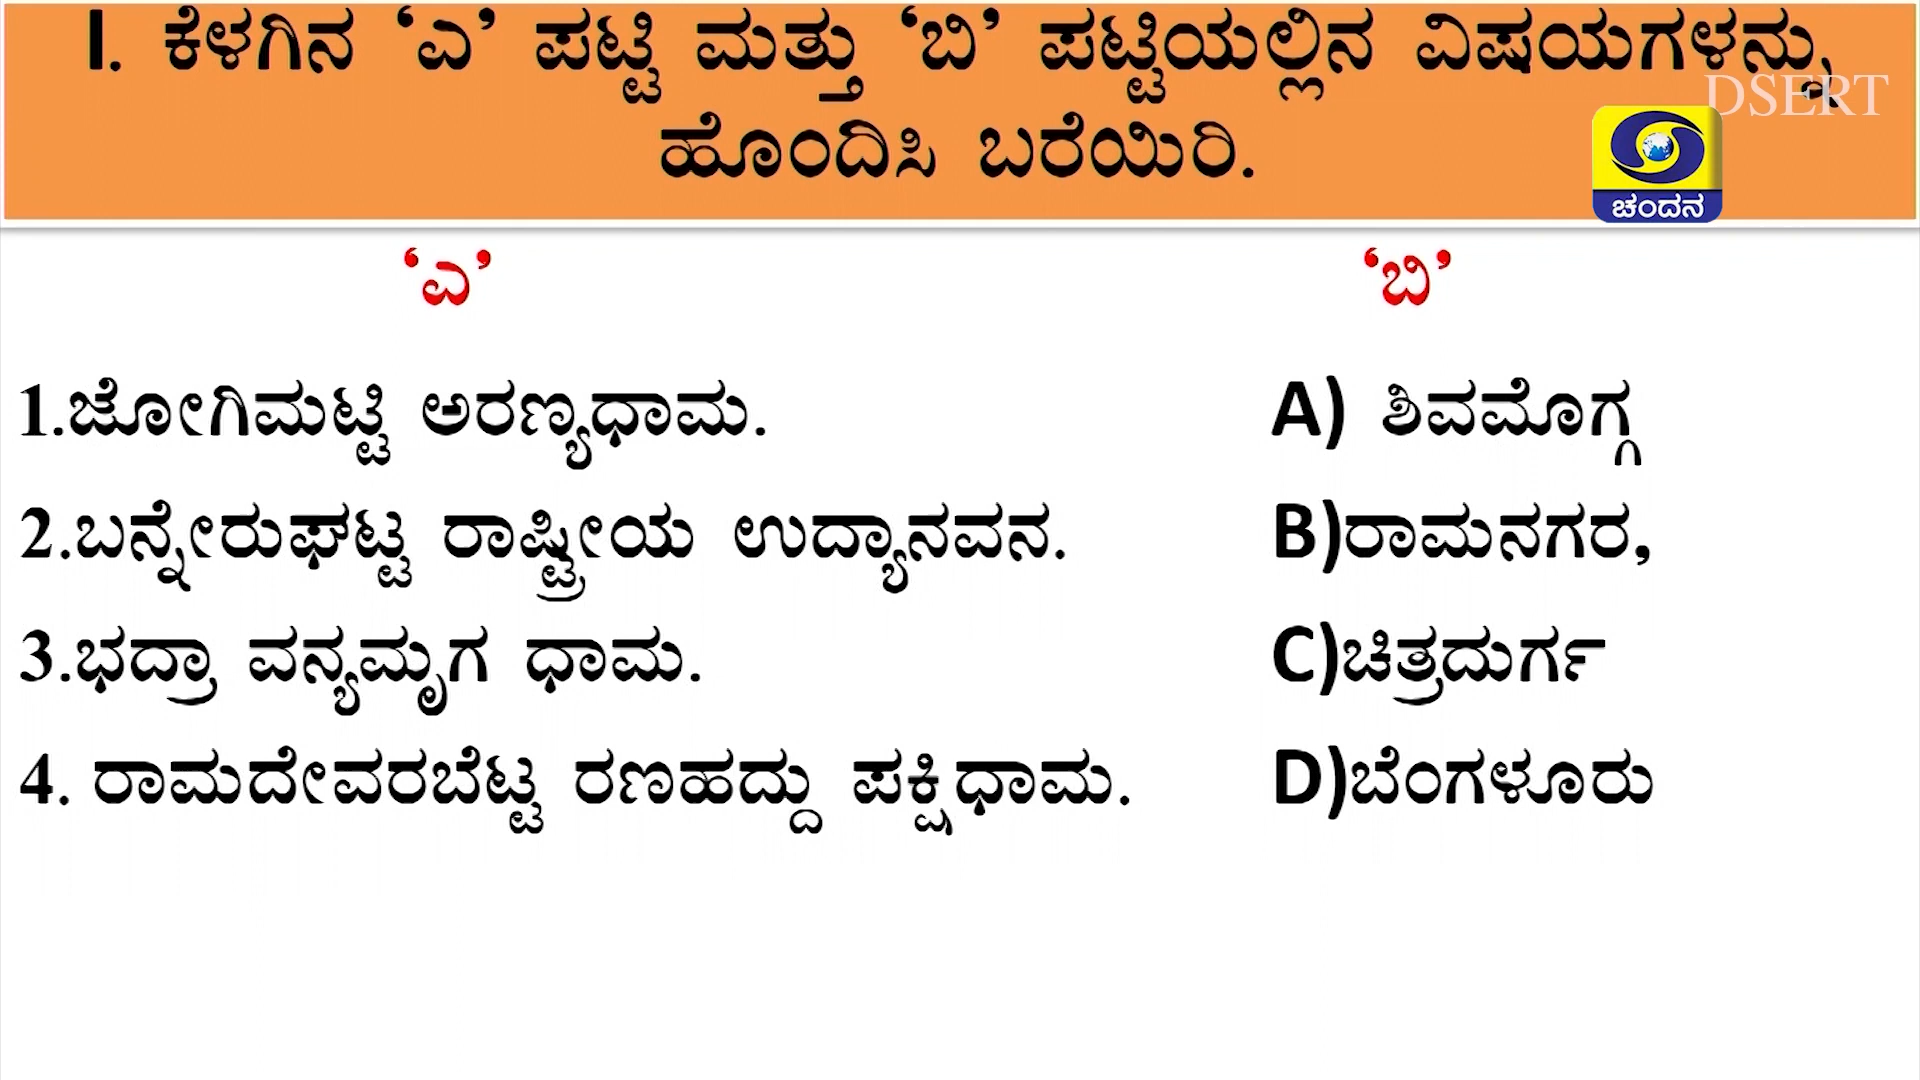 I. ಕೆಳಗಿನ ‘ಎ’ ಪಟ್ಟಿ ಮತ್ತು ‘ಬಿ’ ಪಟ್ಟಿಯಲ್ಲಿನ ವಿಷಯಗಳನ್ನು
DSERT
ಹೊಂದಿಸಿ ಬರೆಯಿರಿ.
ಚಂದನ
‘ಎ’ ‘ಬಿ’
1.ಜೋಗಿಮಟ್ಟಿ ಅರಣ್ಯಧಾಮ. A) ಶಿವಮೊಗ್ಗ
2.ಬನ್ನೇರುಘಟ್ಟ ರಾಷ್ಟ್ರೀಯ ಉದ್ಯಾನವನ. B)ರಾಮನಗರ,
3.ಭದ್ರಾ ವನ್ಯಮೃಗ ಧಾಮ. C)ಚಿತ್ರದುರ್ಗ
4. ರಾಮದೇವರಬೆಟ್ಟ ರಣಹದ್ದು ಪಕ್ಷಿಧಾಮ. D)ಬೆಂಗಳೂರು